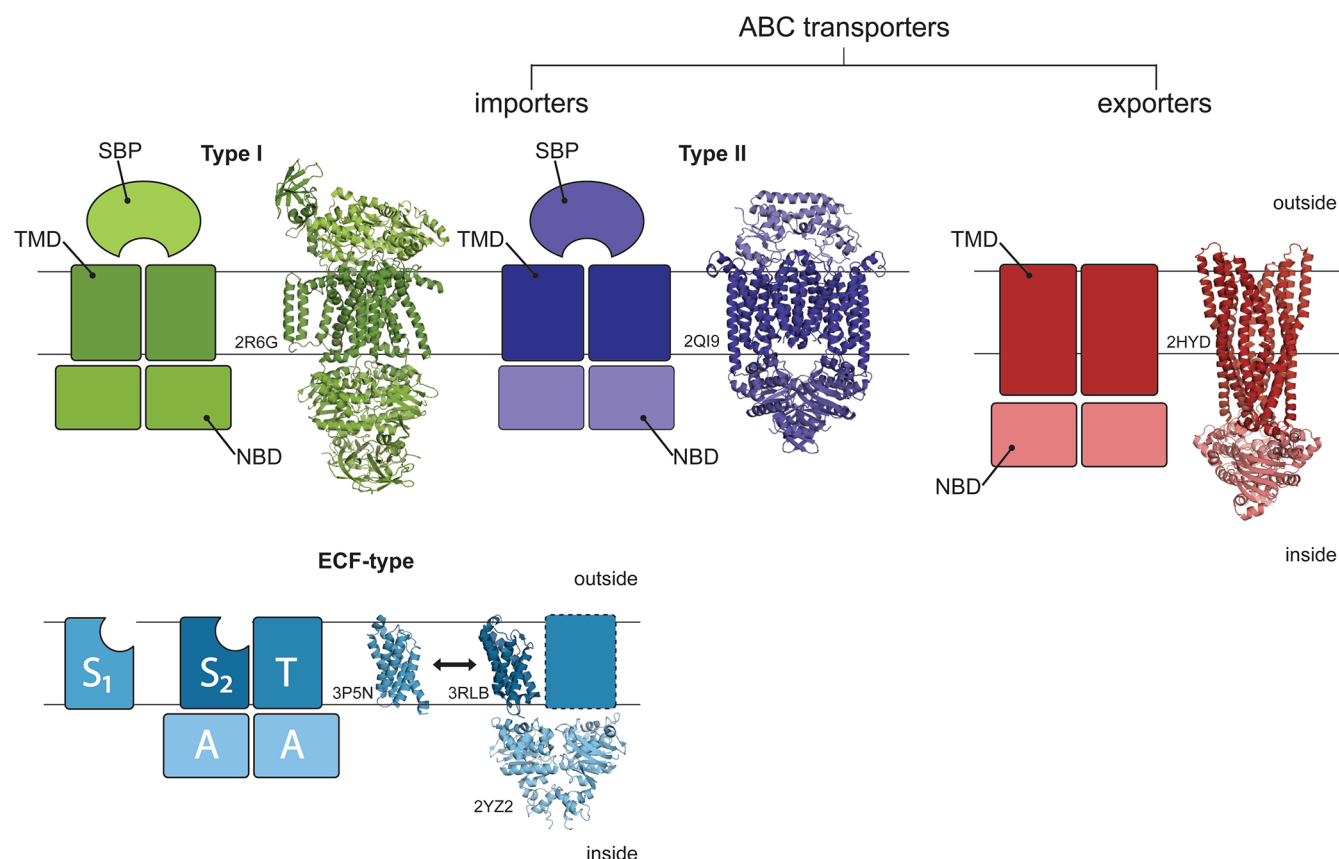 ABC transporters
importers
exporters
SBP
Type I
SBP
Type II
outside
TMD
TMD
TMD
2R6G
2QI9
2HYD
NBD
NBD
NBD
inside
ECF-type
outside
S1
S2
T
3P5N
3RLB
A
A
2YZ2
inside